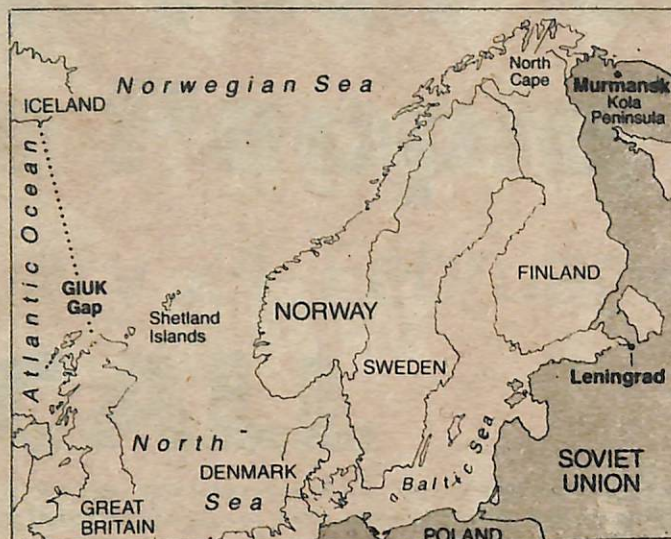 Norwegian Sea
ICELAND
North
Cape
Murmansk
Kola
Peninsula
Atlantic Ocean
GIUK
Gap
Shetland
Islands
NORWAY
FINLAND
SWEDEN
Leningrad
North
Sea
DENMARK
Baltic Sea
SOVIET
UNION
GREAT
BRITAIN
POLAND